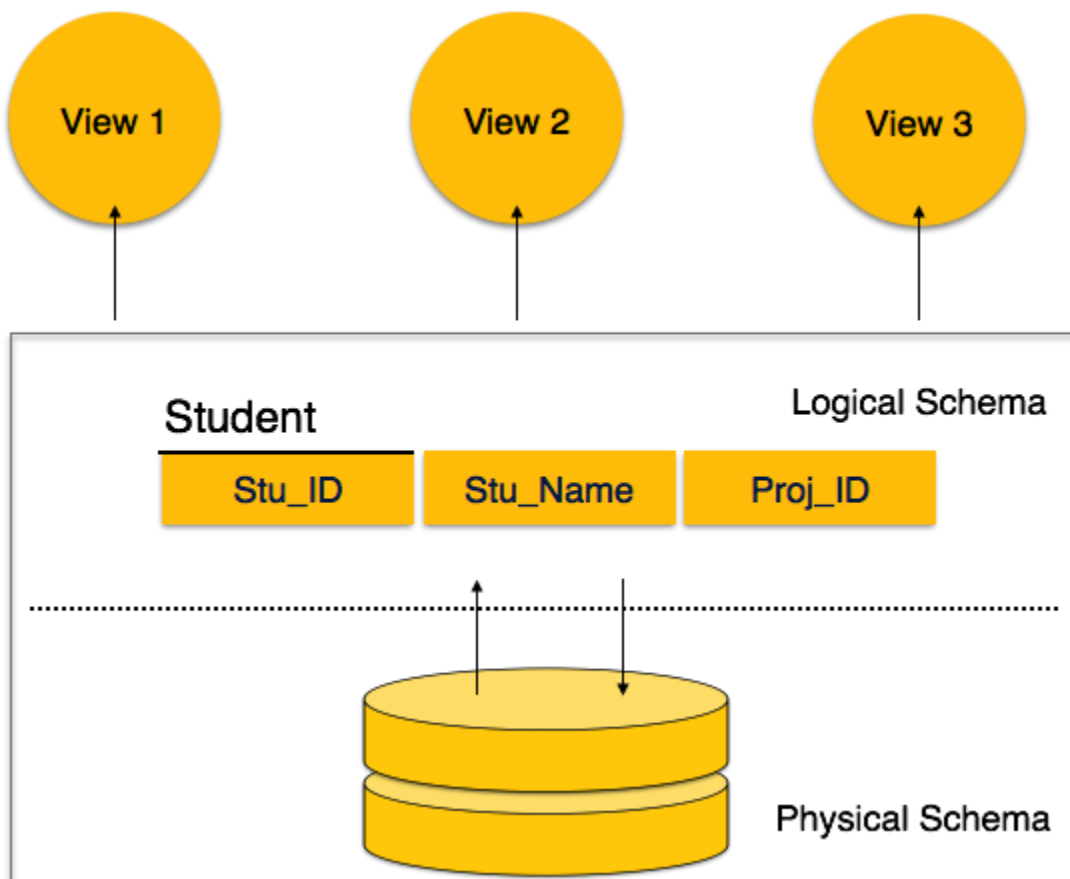 View 1
View 2
View 3
Logical Schema
Student
Stu_ID
Stu_Name
Proj_ID
Physical Schema